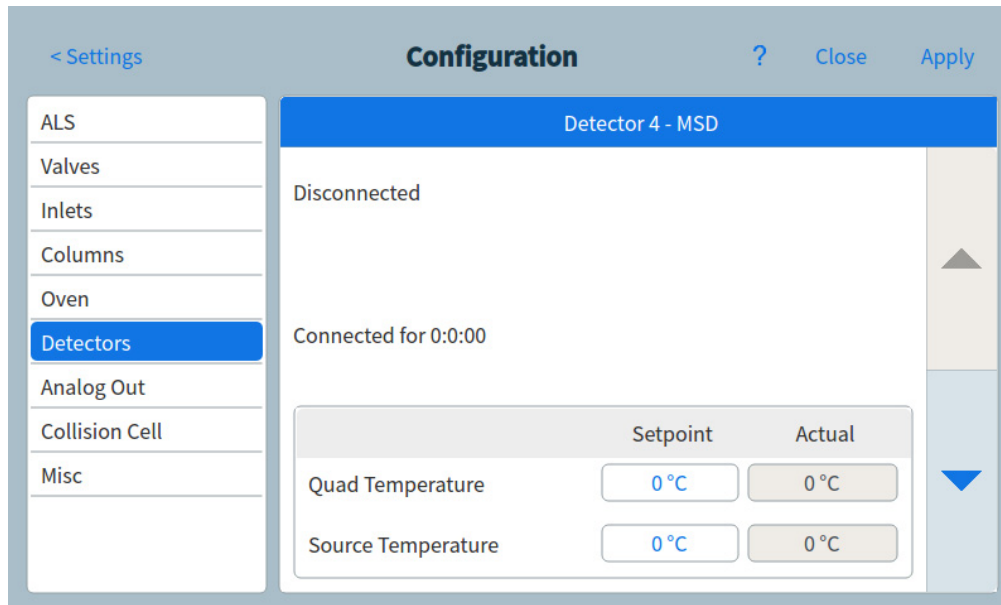 < Settings Configuration ? Close Apply
ALS
Valves
Inlets
Columns
Oven
Detectors
Analog Out
Collision Cell
Misc
Detector 4 - MSD
Disconnected
Connected for 0:0:00
Setpoint Actual
Quad Temperature 0 °C 0 °C
Source Temperature 0 °C 0 °C